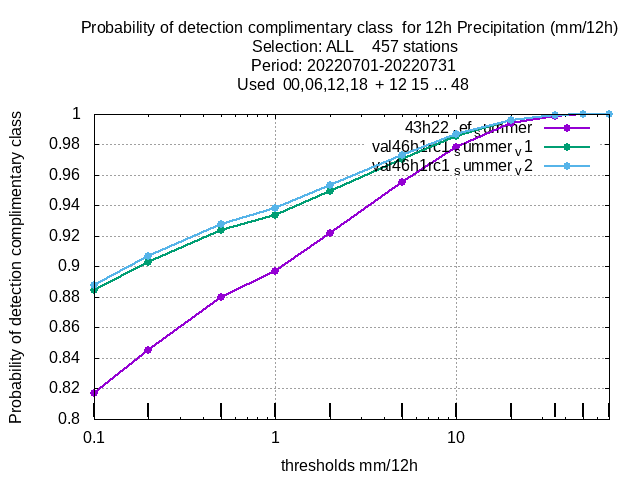 Probability of detection complimentary class for 12h Precipitation (mm/12h)
Selection: ALL 457 stations
Period: 20220701-20220731
Used 00,06,12,18 + 12 15 ... 48
Probability of detection complimentary class
1
0.98
0.96
0.94
0.92
0.9
0.88
0.86
0.84
0.82
0.8
43h22_ef_summer
val46h1rc1_summer_v1
val46h1rc1_summer_v2
0.1
1
10
thresholds mm/12h